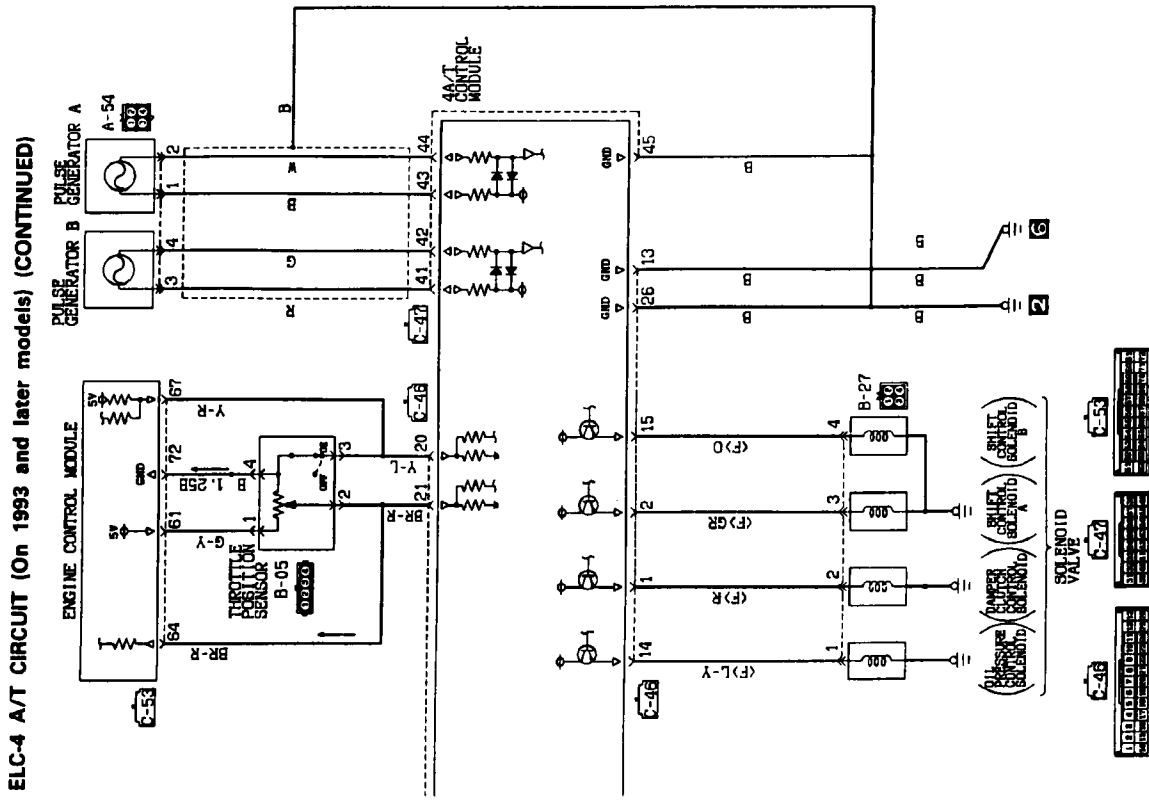 ELC-4 A/T CIRCUIT (On 1993 and later models) (CONTINUED)
ENGINE CONTROL MODULE
5V
5V
GND
64
61
72
67
C-53
BR-R
G-Y
B 1.25B
Y-R
THROTTLE
POSITION
SENSOR
B-05
1
4
2
3
OFF
BR-R
Y-L
21
20
C-46
PULSE
GENERATOR B
PULSE
GENERATOR A
A-54
3
4
1
2
R
G
B
W
B
41
42
43
44
C-47
4A/T
CONTROL
MODULE
GND
GND
GND
14
1
2
15
26
13
45
C-46
(F)L-Y
(F)R
(F)GR
(F)O
B
B
B
B
B
1
2
3
4
B-27
2
6
(OIL
PRESSURE
CONTROL
SOLENOID)
(DAMPER
CLUTCH
CONTROL
SOLENOID)
(SHIFT
CONTROL
SOLENOID
A)
(SHIFT
CONTROL
SOLENOID
B)
SOLENOID
VALVE
C-46
C-47
C-53